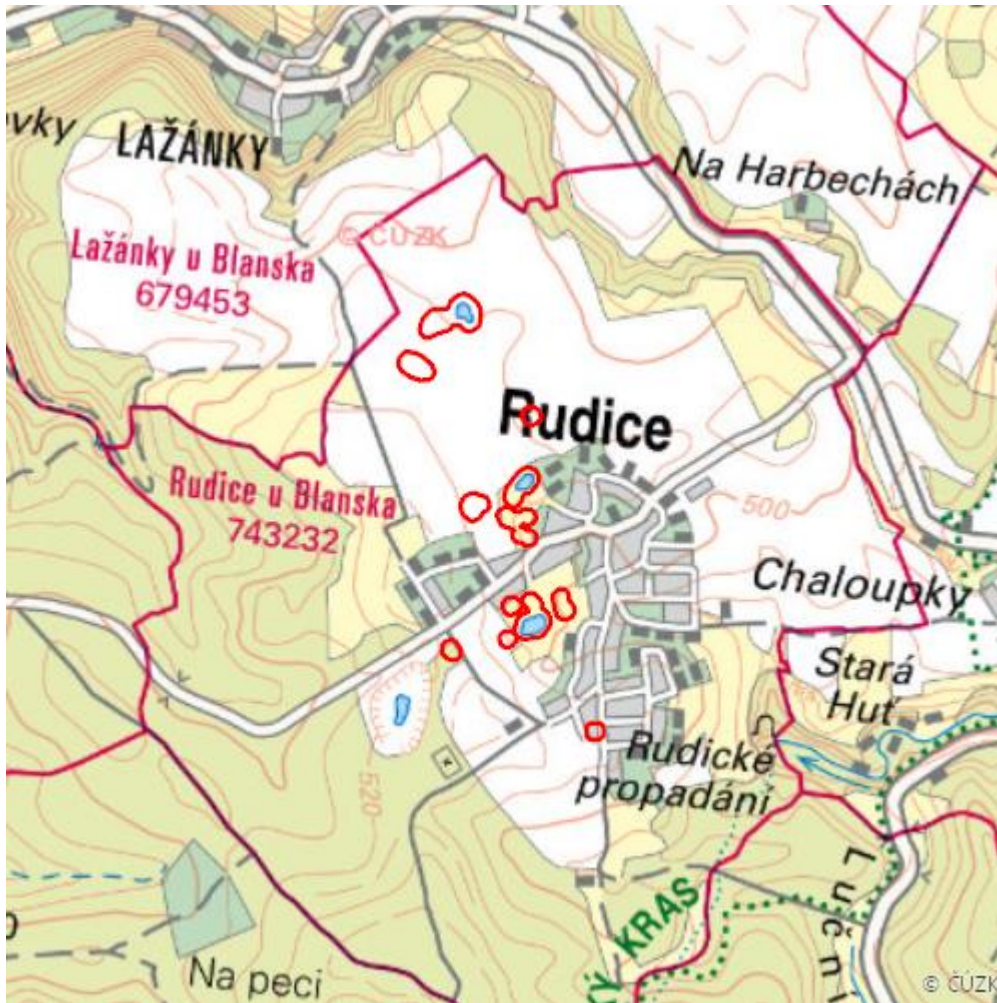 LAŽÁNKY
Na Harbechách
© ČÚZK
Lažánky u Blanska
679453
Rudice
Rudice u Blanska
743232
500
Chaloupky
Stará
Huť
Rudické
propadání
520
KRAS
Na peci
© ČÚZK